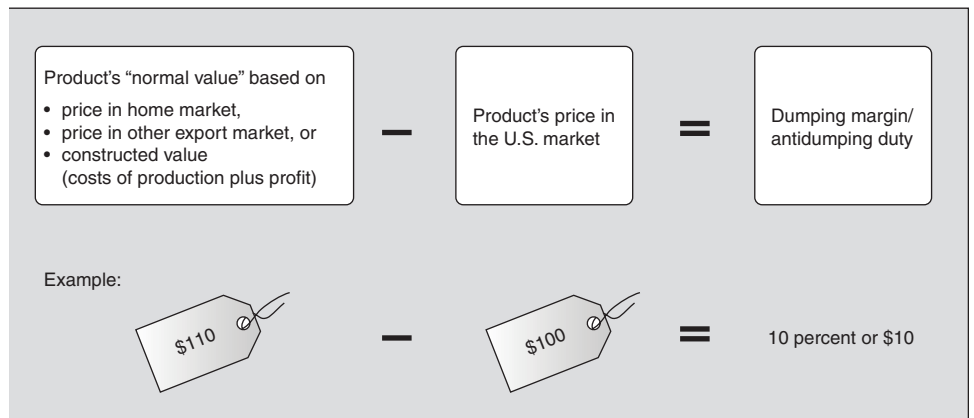 Product's “normal value” based on
• price in home market,
• price in other export market, or
• constructed value
(costs of production plus profit)
–
Product's price in
the U.S. market
=
Dumping margin/
antidumping duty
Example:
$110
–
$100
=
10 percent or $10